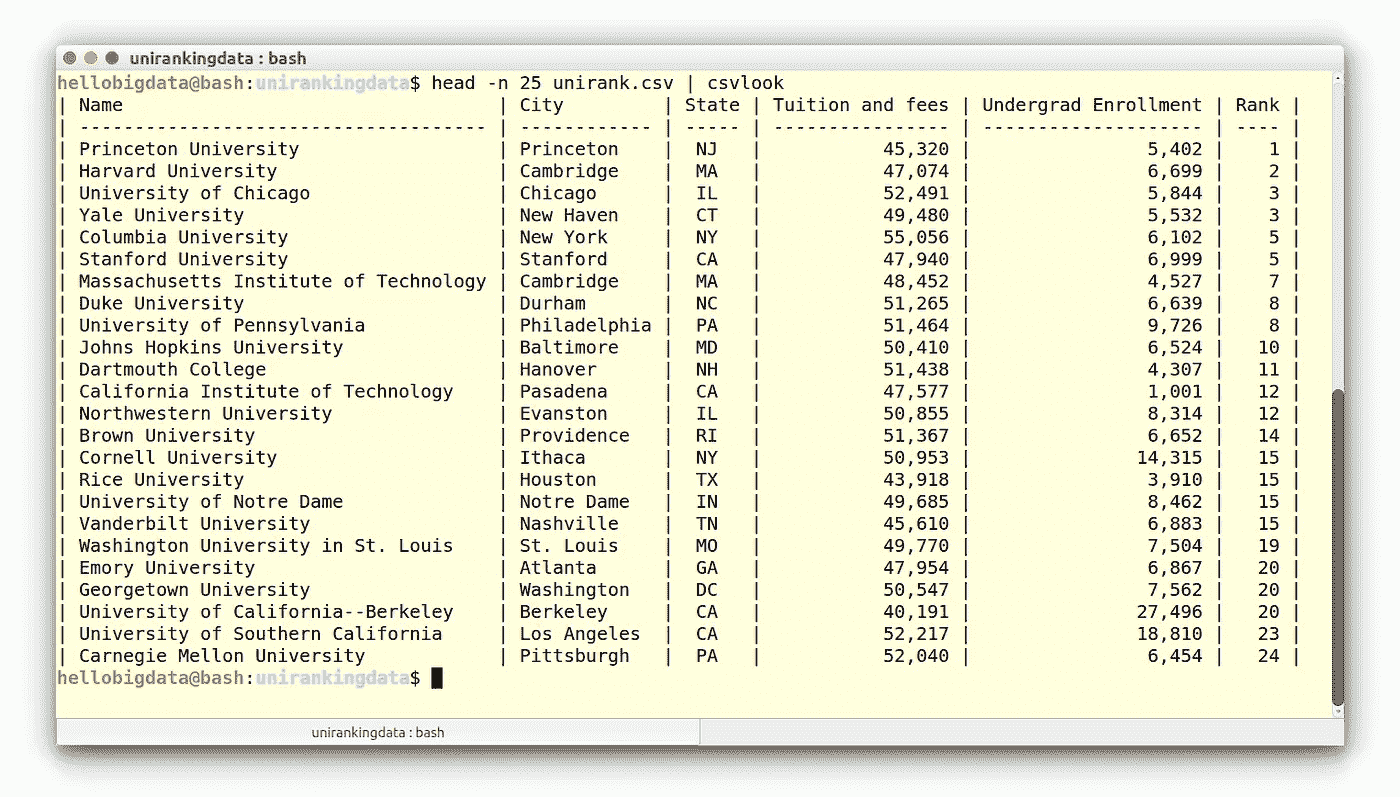 unirankingdata : bash
hellobigdata@bash:unirankingdata$ head -n 25 unirank.csv | csvlook
| Name                                  | City         | State | Tuition and fees | Undergrad Enrollment | Rank |
| ------------------------------------- | ------------ | ----- | ---------------- | -------------------- | ---- |
| Princeton University                  | Princeton    |  NJ   |           45,320 |                5,402 |    1 |
| Harvard University                    | Cambridge    |  MA   |           47,074 |                6,699 |    2 |
| University of Chicago                 | Chicago      |  IL   |           52,491 |                5,844 |    3 |
| Yale University                       | New Haven    |  CT   |           49,480 |                5,532 |    3 |
| Columbia University                   | New York     |  NY   |           55,056 |                6,102 |    5 |
| Stanford University                   | Stanford     |  CA   |           47,940 |                6,999 |    5 |
| Massachusetts Institute of Technology | Cambridge    |  MA   |           48,452 |                4,527 |    7 |
| Duke University                       | Durham       |  NC   |           51,265 |                6,639 |    8 |
| University of Pennsylvania            | Philadelphia |  PA   |           51,464 |                9,726 |    8 |
| Johns Hopkins University              | Baltimore    |  MD   |           50,410 |                6,524 |   10 |
| Dartmouth College                     | Hanover      |  NH   |           51,438 |                4,307 |   11 |
| California Institute of Technology    | Pasadena     |  CA   |           47,577 |                1,001 |   12 |
| Northwestern University               | Evanston     |  IL   |           50,855 |                8,314 |   12 |
| Brown University                      | Providence   |  RI   |           51,367 |                6,652 |   14 |
| Cornell University                    | Ithaca       |  NY   |           50,953 |               14,315 |   15 |
| Rice University                       | Houston      |  TX   |           43,918 |                3,910 |   15 |
| University of Notre Dame              | Notre Dame   |  IN   |           49,685 |                8,462 |   15 |
| Vanderbilt University                 | Nashville    |  TN   |           45,610 |                6,883 |   15 |
| Washington University in St. Louis    | St. Louis    |  MO   |           49,770 |                7,504 |   19 |
| Emory University                      | Atlanta      |  GA   |           47,954 |                6,867 |   20 |
| Georgetown University                 | Washington   |  DC   |           50,547 |                7,562 |   20 |
| University of California--Berkeley    | Berkeley     |  CA   |           40,191 |               27,496 |   20 |
| University of Southern California     | Los Angeles  |  CA   |           52,217 |               18,810 |   23 |
| Carnegie Mellon University            | Pittsburgh   |  PA   |           52,040 |                6,454 |   24 |
hellobigdata@bash:unirankingdata$
unirankingdata : bash